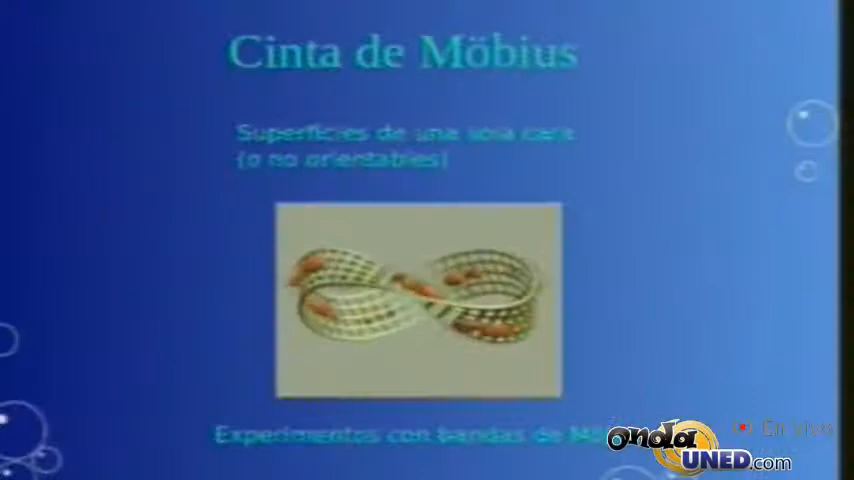 Cinta de Möbius
Superficies de una sola cara
(o no orientables)
Experimentos con bandas de Mö
En vivo
onda
UNED.com